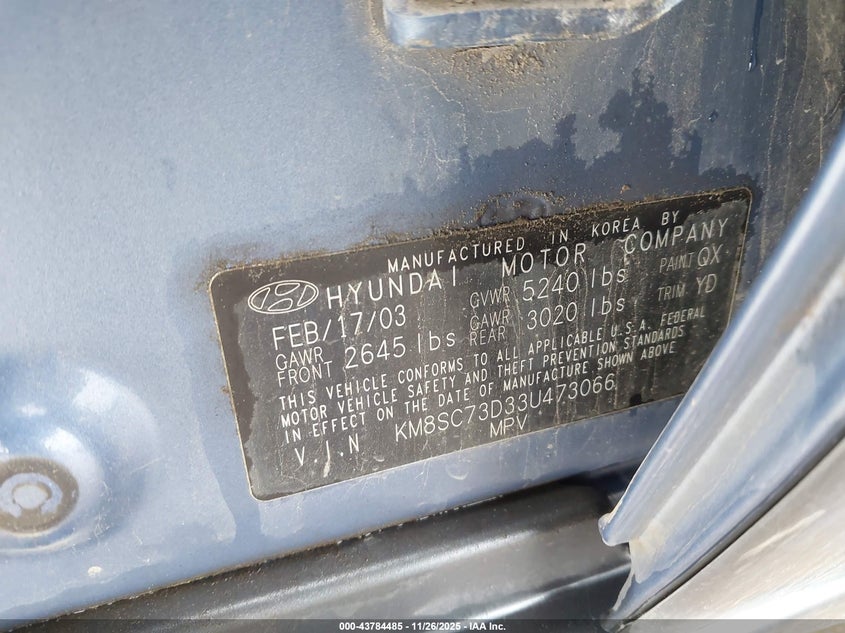 MANUFACTURED IN KOREA BY
HYUNDAI MOTOR COMPANY
FEB/17/03 GVWR 5240 lbs PAINT QX
GAWR FRONT 2645 lbs GAWR REAR 3020 lbs TRIM YD
THIS VEHICLE CONFORMS TO ALL APPLICABLE U.S.A. FEDERAL
MOTOR VEHICLE SAFETY AND THEFT PREVENTION STANDARDS
IN EFFECT ON THE DATE OF MANUFACTURE SHOWN ABOVE
V.I.N KM8SC73D33U473066
MPV
000-43784485 - 11/26/2025 - IAA Inc.